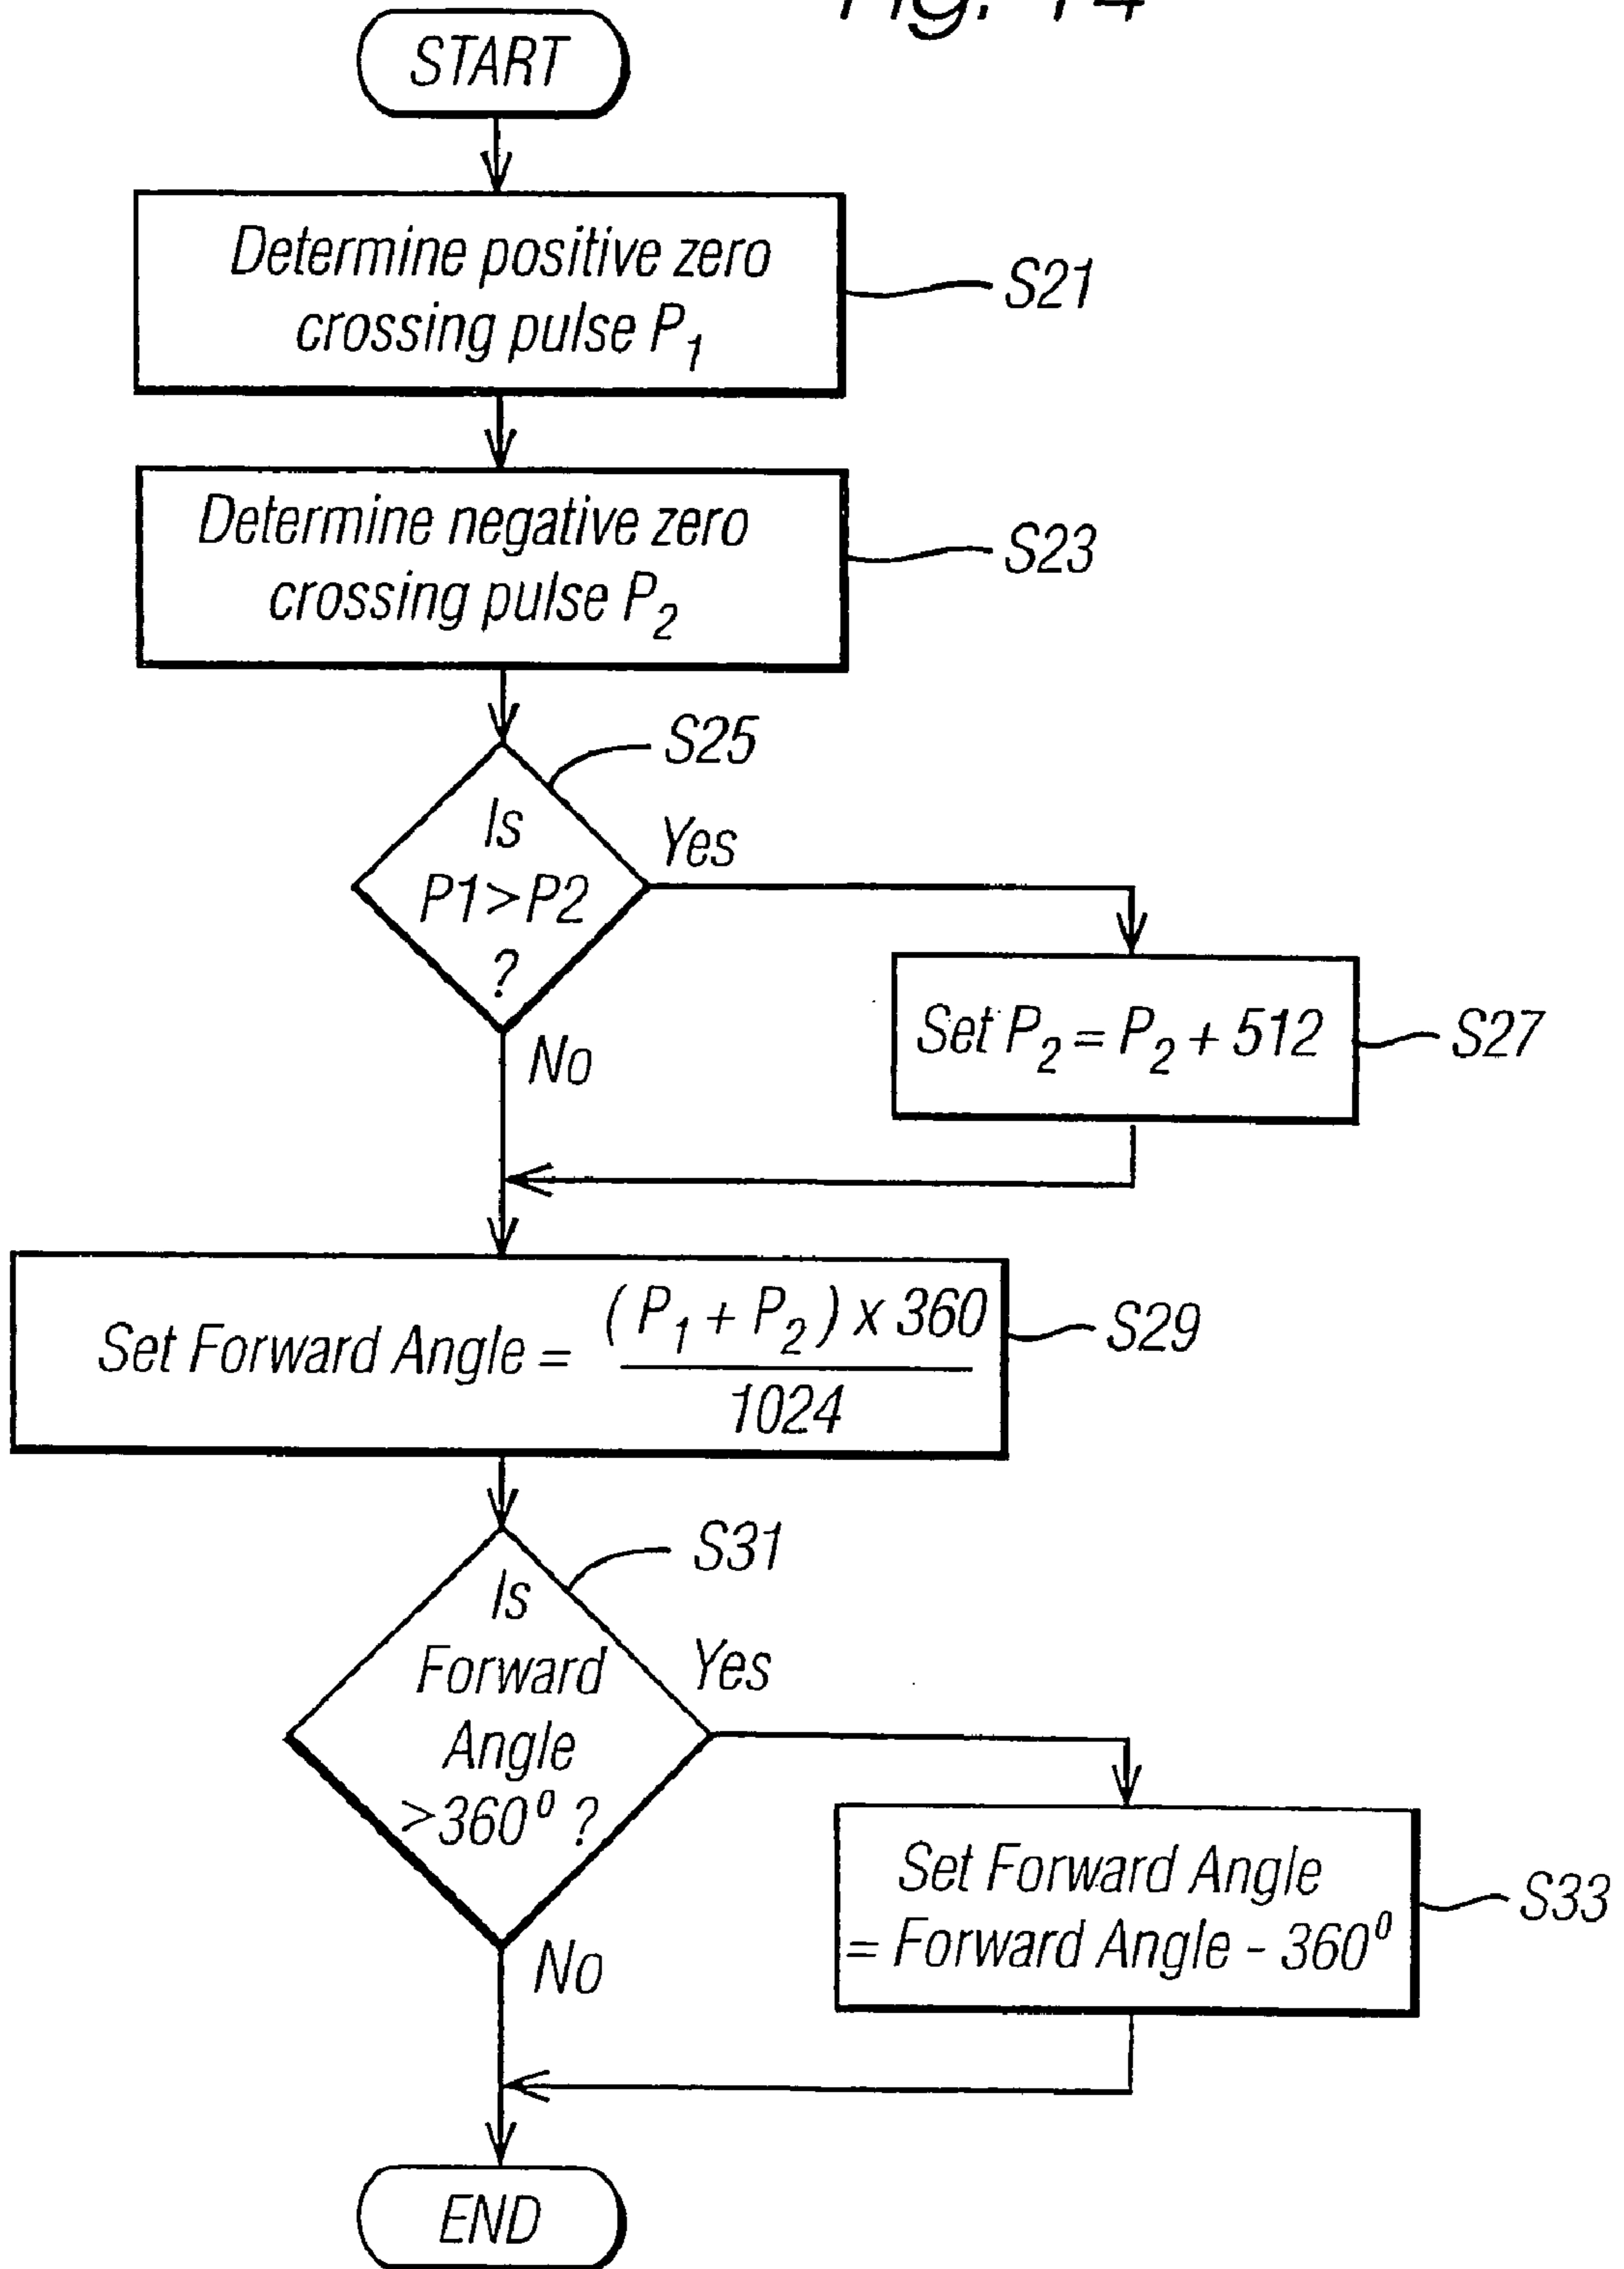 Fig. 14
START
Determine positive zero
crossing pulse P1
S21
Determine negative zero
crossing pulse P2
S23
S25
Is
P1>P2
?
Yes
No
Set P2 = P2 + 512
S27
Set Forward Angle = (P1 + P2) x 360
1024
S29
S31
Is
Forward
Angle
>360º ?
Yes
No
Set Forward Angle
= Forward Angle - 360º
S33
END